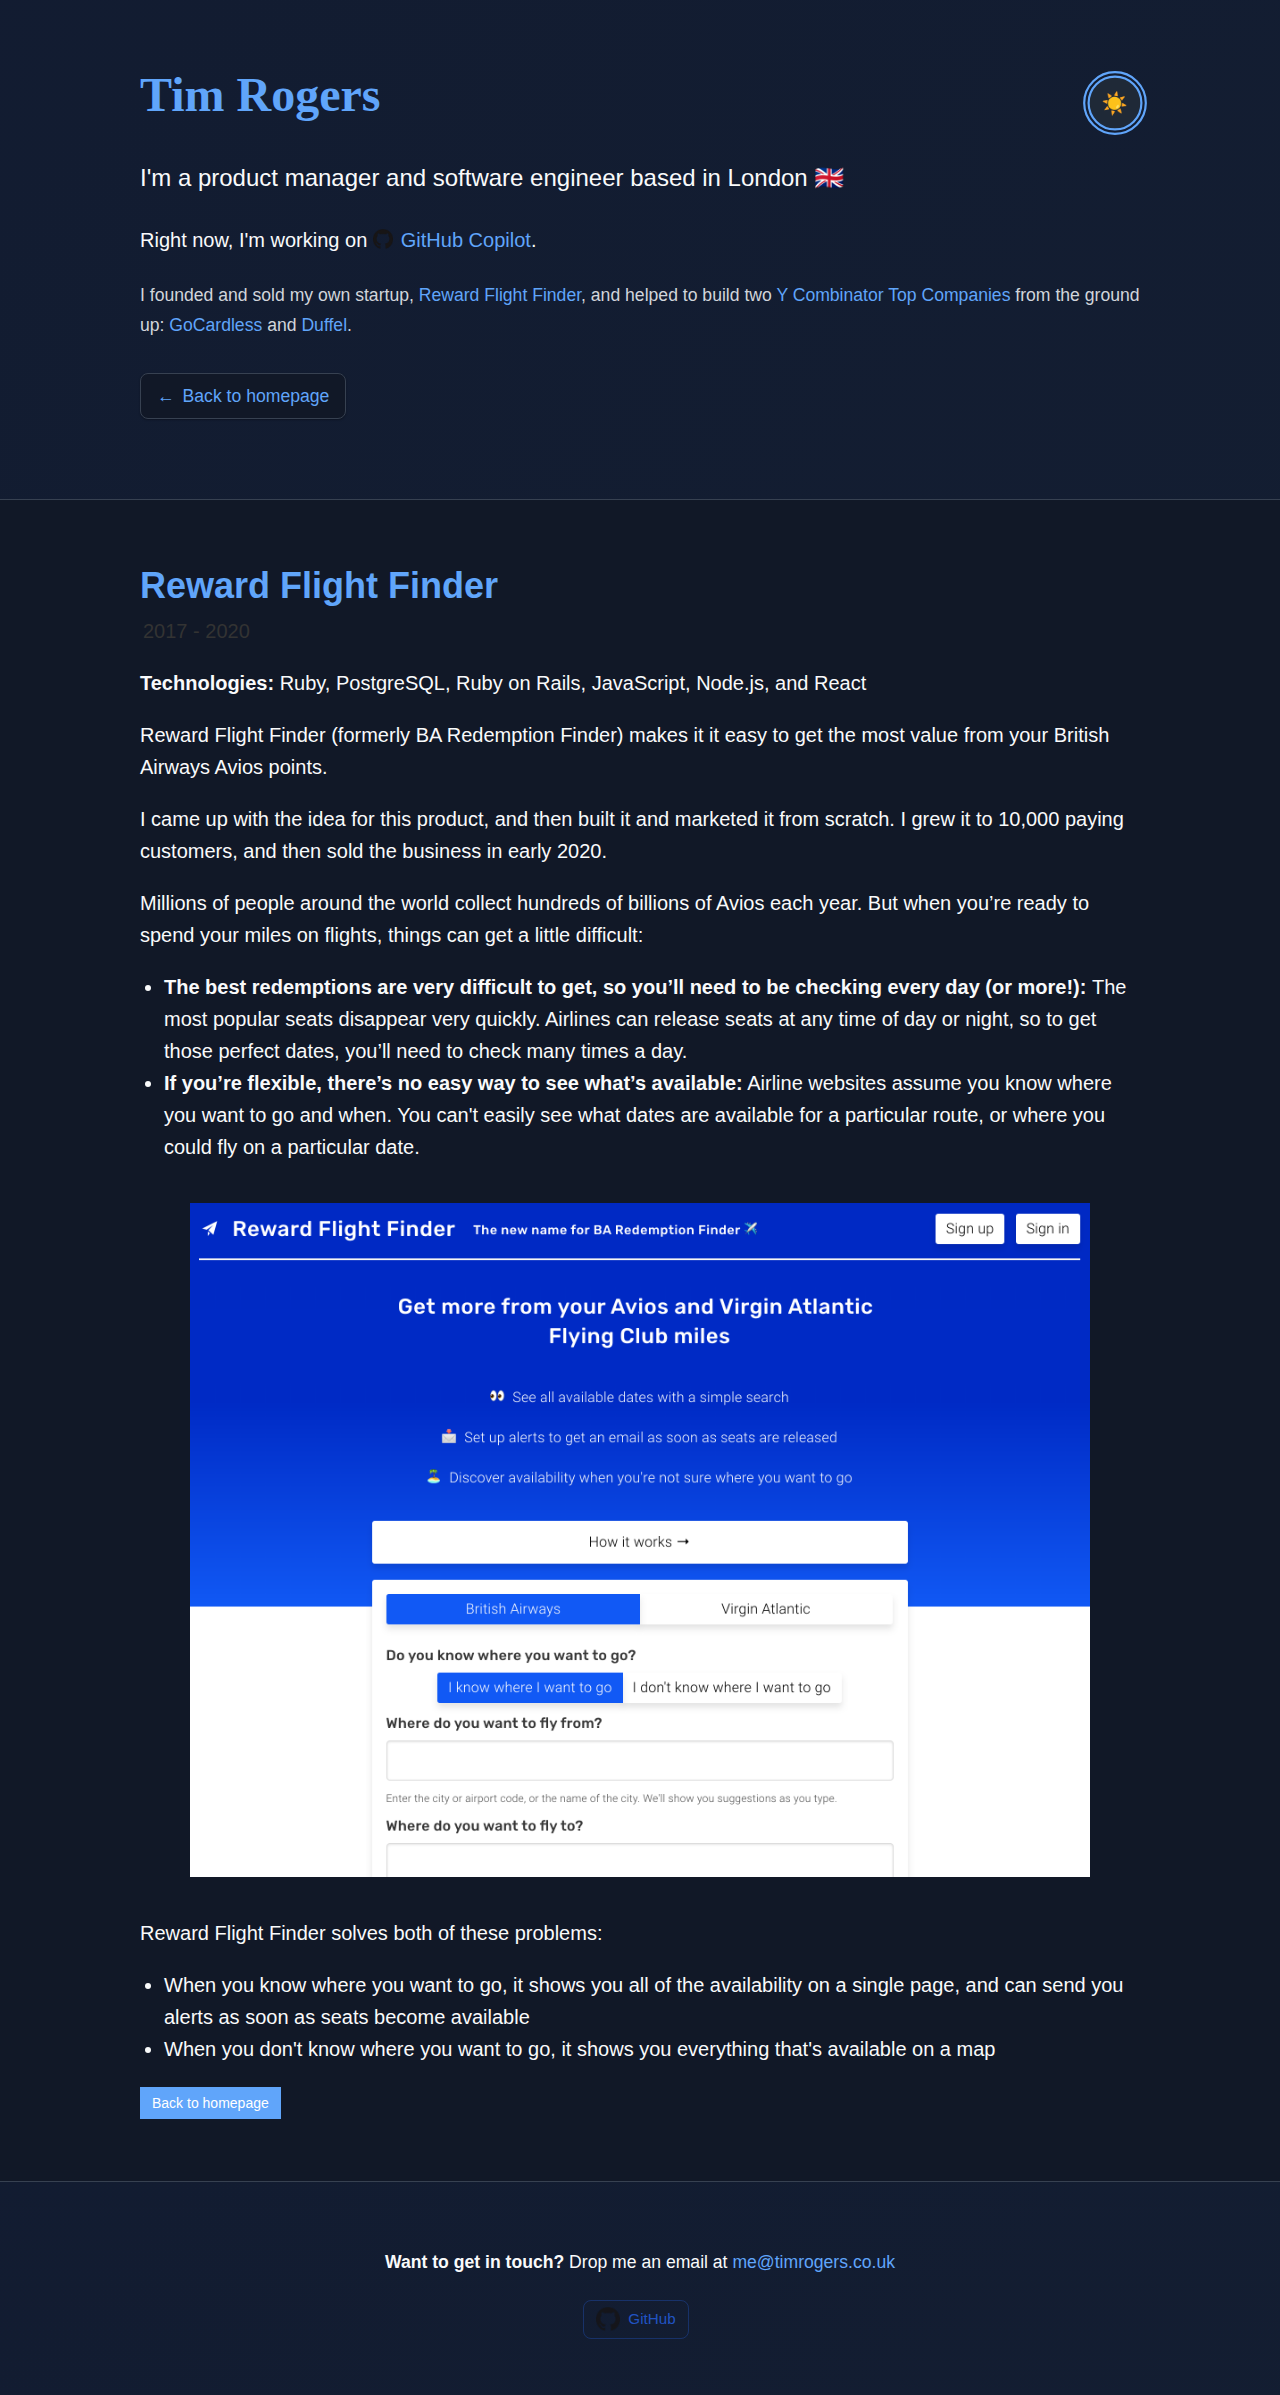 Tim Rogers
I'm a product manager and software engineer based in London 🇬🇧
Right now, I'm working on GitHub Copilot.
I founded and sold my own startup, Reward Flight Finder, and helped to build two Y Combinator Top Companies from the ground
up: GoCardless and Duffel.
← Back to homepage
Reward Flight Finder
2017 - 2020
Technologies: Ruby, PostgreSQL, Ruby on Rails, JavaScript, Node.js, and React
Reward Flight Finder (formerly BA Redemption Finder) makes it it easy to get the most value from your British
Airways Avios points.
I came up with the idea for this product, and then built it and marketed it from scratch. I grew it to 10,000 paying
customers, and then sold the business in early 2020.
Millions of people around the world collect hundreds of billions of Avios each year. But when you’re ready to
spend your miles on flights, things can get a little difficult:
• The best redemptions are very difficult to get, so you’ll need to be checking every day (or more!): The
most popular seats disappear very quickly. Airlines can release seats at any time of day or night, so to get
those perfect dates, you’ll need to check many times a day.
• If you’re flexible, there’s no easy way to see what’s available: Airline websites assume you know where
you want to go and when. You can't easily see what dates are available for a particular route, or where you
could fly on a particular date.
Reward Flight Finder The new name for BA Redemption Finder ✈️ Sign up Sign in
Get more from your Avios and Virgin Atlantic
Flying Club miles
👀 See all available dates with a simple search
📩 Set up alerts to get an email as soon as seats are released
🏝️ Discover availability when you're not sure where you want to go
How it works →
British Airways Virgin Atlantic
Do you know where you want to go?
I know where I want to go I don't know where I want to go
Where do you want to fly from?
Enter the city or airport code, or the name of the city. We'll show you suggestions as you type.
Where do you want to fly to?
Reward Flight Finder solves both of these problems:
• When you know where you want to go, it shows you all of the availability on a single page, and can send you
alerts as soon as seats become available
• When you don't know where you want to go, it shows you everything that's available on a map
Back to homepage
Want to get in touch? Drop me an email at me@timrogers.co.uk
GitHub